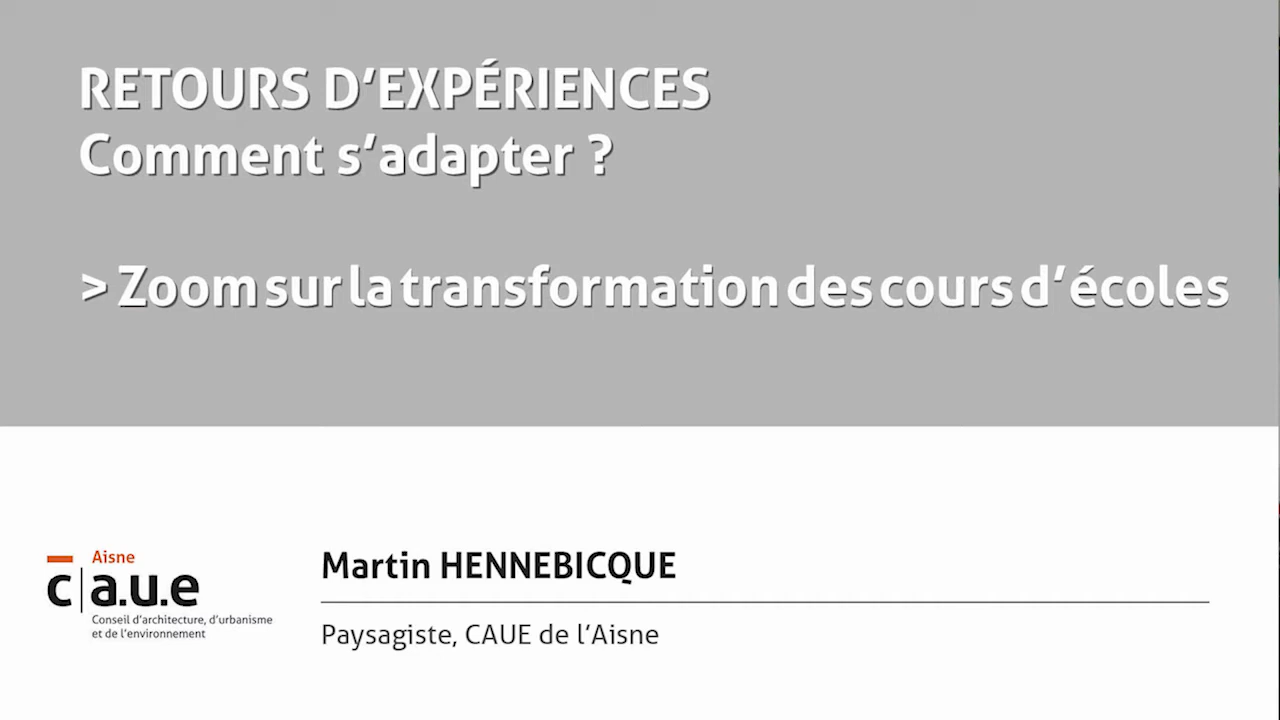 RETOURS D’EXPÉRIENCES
Comment s’adapter ?
> Zoom sur la transformation des cours d’écoles
Aisne
c|a.u.e
Conseil d’architecture, d’urbanisme
et de l’environnement
Martin HENNEBICQUE
Paysagiste, CAUE de l’Aisne